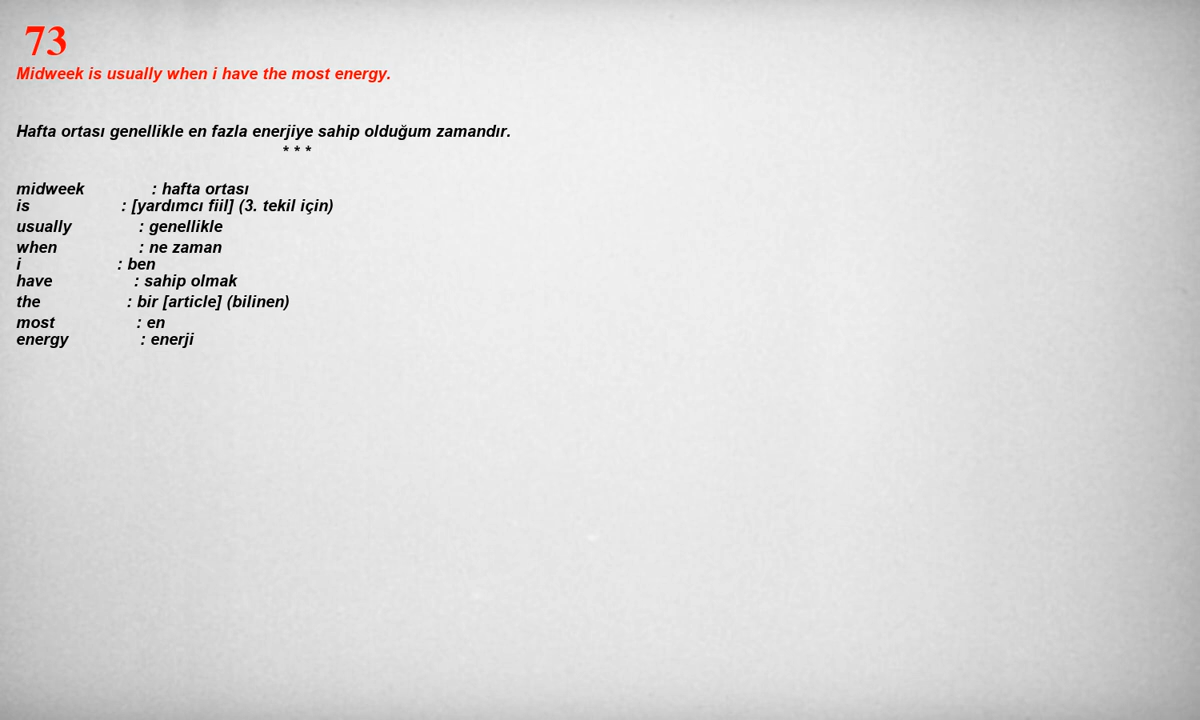 73
Midweek is usually when i have the most energy.
Hafta ortası genellikle en fazla enerjiye sahip olduğum zamandır.
* * *
midweek : hafta ortası
is : [yardımcı fiil] (3. tekil için)
usually : genellikle
when : ne zaman
i : ben
have : sahip olmak
the : bir [article] (bilinen)
most : en
energy : enerji